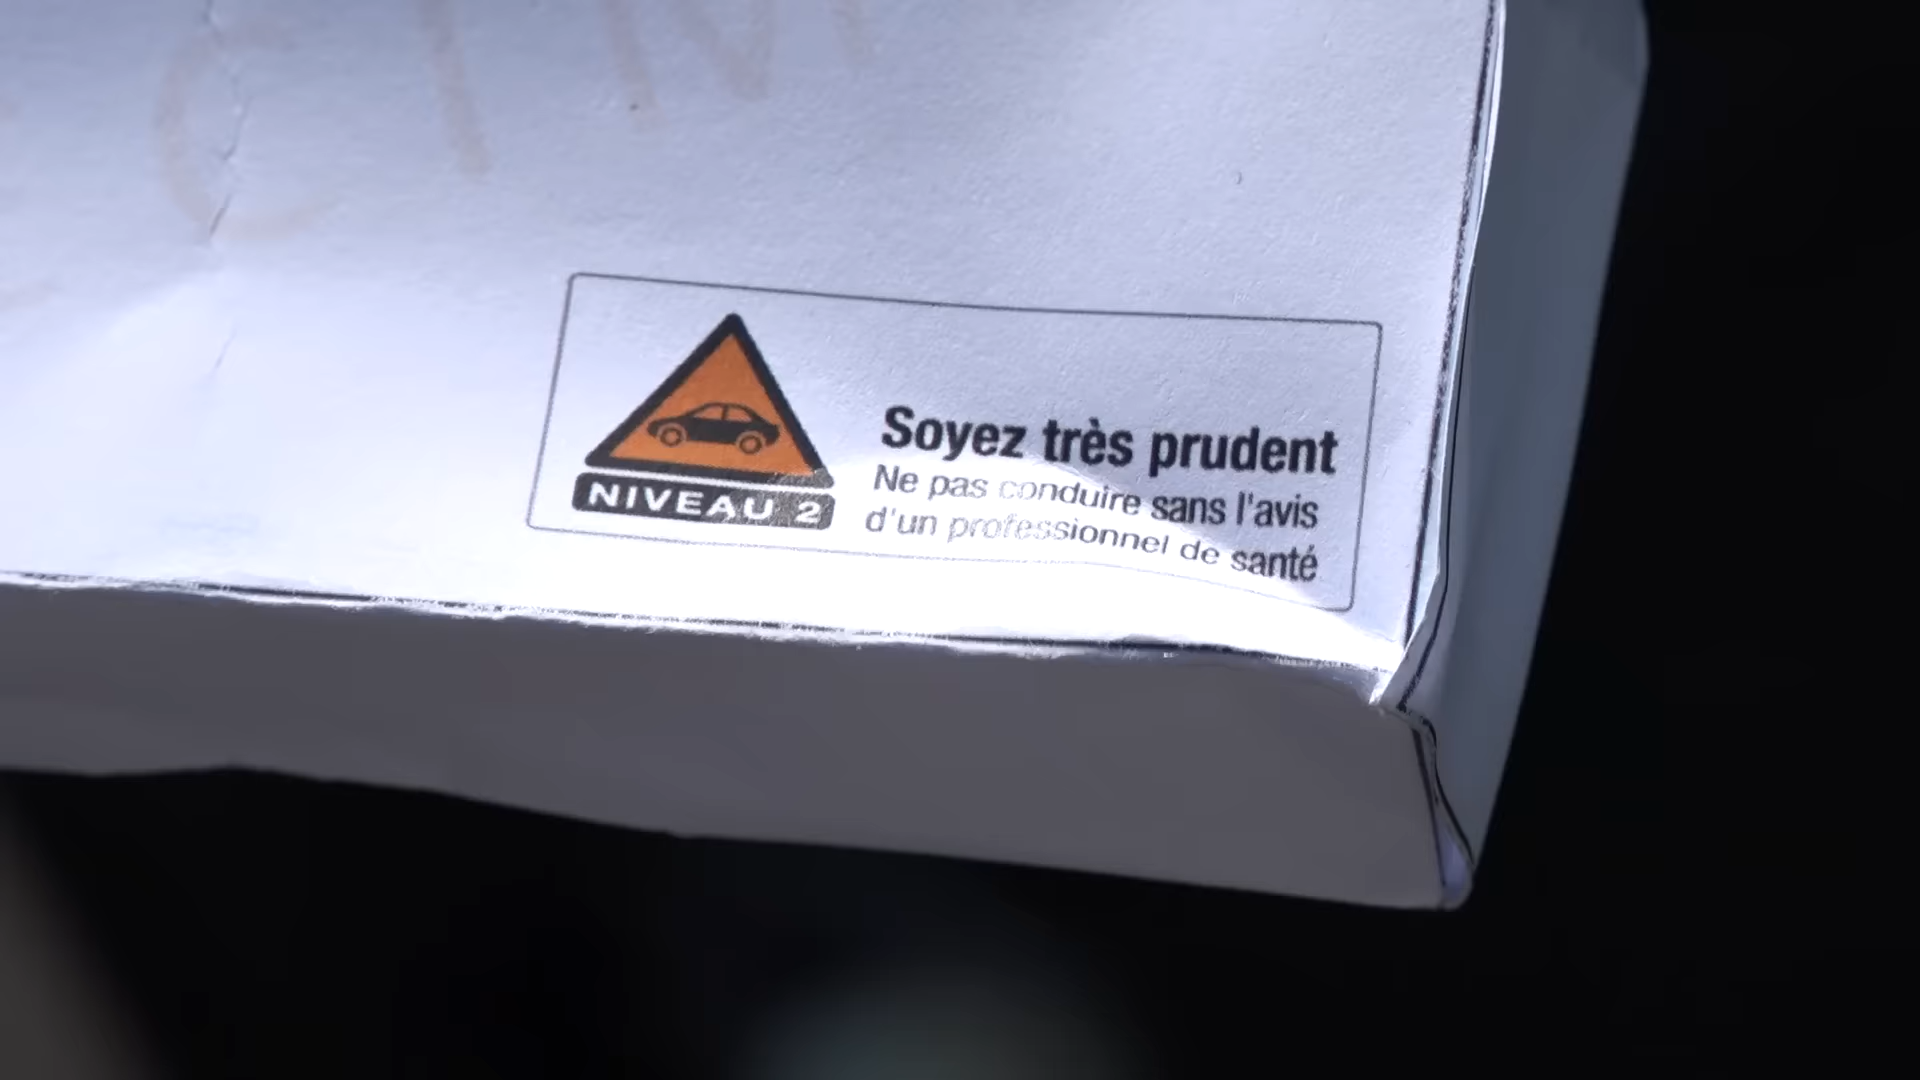 NIVEAU 2
Soyez très prudent
Ne pas conduire sans l'avis
d'un professionnel de santé